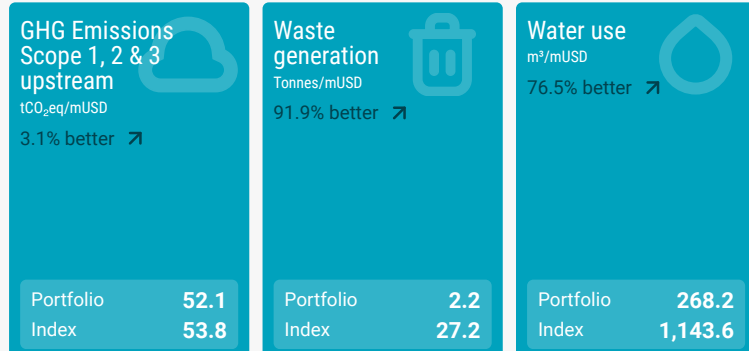 GHG Emissions
Scope 1, 2 & 3
upstream
tCO₂eq/mUSD
3.1% better
Portfolio 52.1
Index 53.8
Waste
generation
Tonnes/mUSD
91.9% better
Portfolio 2.2
Index 27.2
Water use
m³/mUSD
76.5% better
Portfolio 268.2
Index 1,143.6